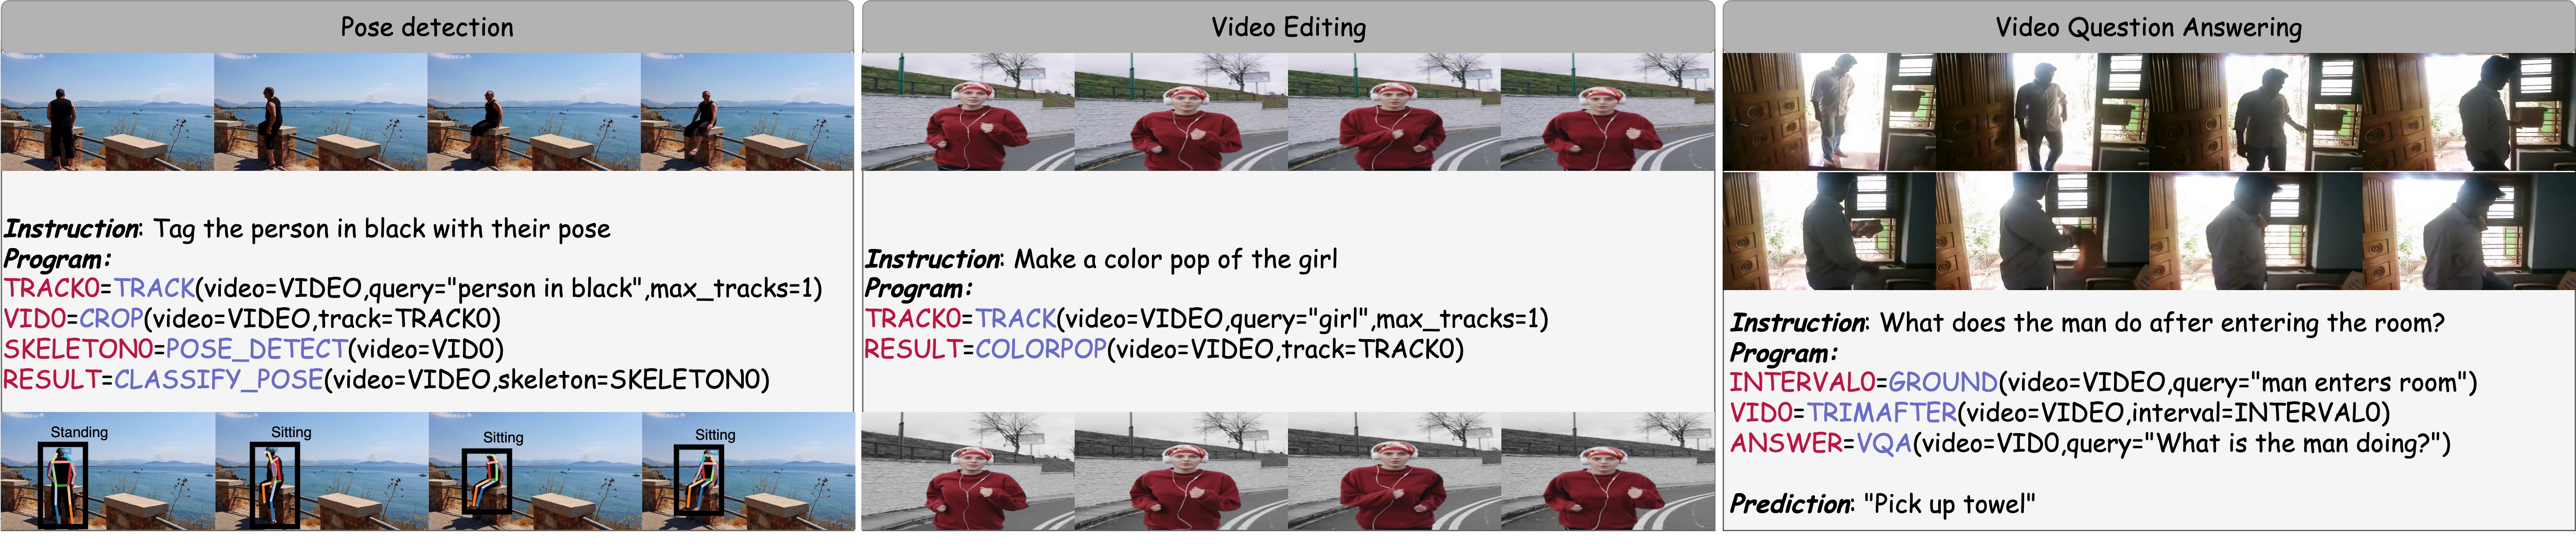 Pose detection
Instruction: Tag the person in black with their pose
Program:
TRACK0=TRACK(video=VIDEO,query="person in black",max_tracks=1)
VID0=CROP(video=VIDEO,track=TRACK0)
SKELETON0=POSE_DETECT(video=VID0)
RESULT=CLASSIFY_POSE(video=VIDEO,skeleton=SKELETON0)
Standing
Sitting
Sitting
Sitting
Video Editing
Instruction: Make a color pop of the girl
Program:
TRACK0=TRACK(video=VIDEO,query="girl",max_tracks=1)
RESULT=COLORPOP(video=VIDEO,track=TRACK0)
Video Question Answering
Instruction: What does the man do after entering the room?
Program:
INTERVAL0=GROUND(video=VIDEO,query="man enters room")
VID0=TRIMAFTER(video=VIDEO,interval=INTERVAL0)
ANSWER=VQA(video=VID0,query="What is the man doing?")
Prediction: "Pick up towel"